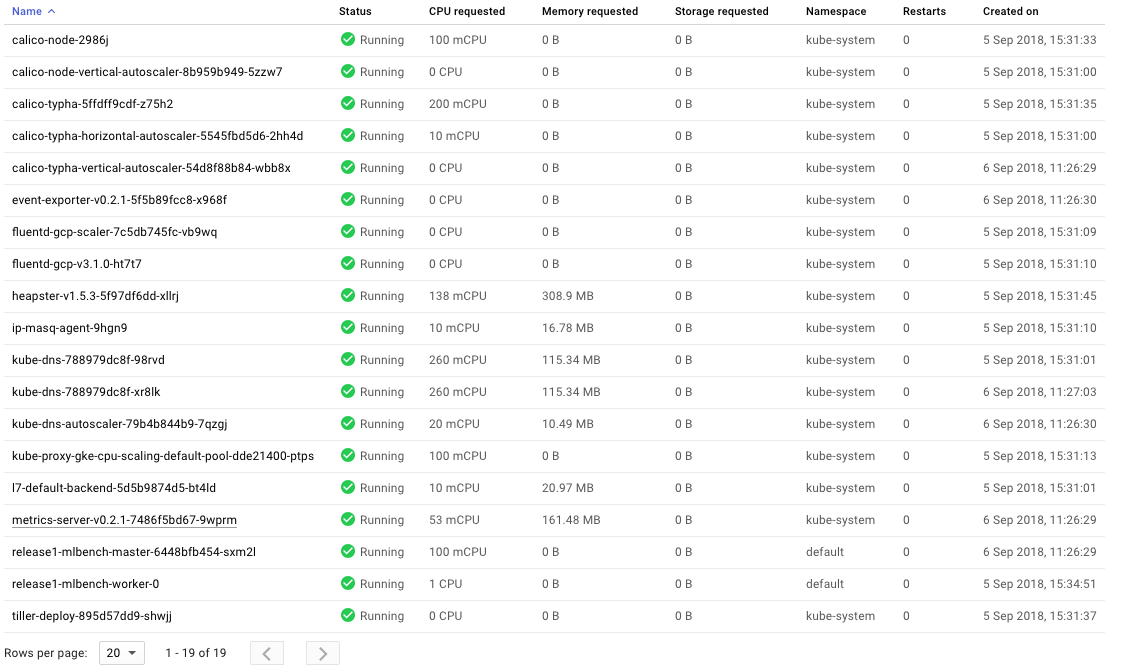 Name Status CPU requested Memory requested Storage requested Namespace Restarts Created on
calico-node-2986j Running 100 mCPU 0 B 0 B kube-system 0 5 Sep 2018, 15:31:33
calico-node-vertical-autoscaler-8b959b949-5zzw7 Running 0 CPU 0 B 0 B kube-system 0 5 Sep 2018, 15:31:00
calico-typha-5ffdff9cdf-z75h2 Running 200 mCPU 0 B 0 B kube-system 0 5 Sep 2018, 15:31:35
calico-typha-horizontal-autoscaler-5545fbd5d6-2hh4d Running 10 mCPU 0 B 0 B kube-system 0 5 Sep 2018, 15:31:00
calico-typha-vertical-autoscaler-54d8f88b84-wbb8x Running 0 CPU 0 B 0 B kube-system 0 6 Sep 2018, 11:26:29
event-exporter-v0.2.1-5f5b89fcc8-x968f Running 0 CPU 0 B 0 B kube-system 0 6 Sep 2018, 11:26:30
fluentd-gcp-scaler-7c5db745fc-vb9wq Running 0 CPU 0 B 0 B kube-system 0 5 Sep 2018, 15:31:09
fluentd-gcp-v3.1.0-ht7t7 Running 0 CPU 0 B 0 B kube-system 0 5 Sep 2018, 15:31:10
heapster-v1.5.3-5f97df6dd-xllrj Running 138 mCPU 308.9 MB 0 B kube-system 0 5 Sep 2018, 15:31:45
ip-masq-agent-9hgn9 Running 10 mCPU 16.78 MB 0 B kube-system 0 5 Sep 2018, 15:31:10
kube-dns-788979dc8f-98rvd Running 260 mCPU 115.34 MB 0 B kube-system 0 5 Sep 2018, 15:31:01
kube-dns-788979dc8f-xr8lk Running 260 mCPU 115.34 MB 0 B kube-system 0 6 Sep 2018, 11:27:03
kube-dns-autoscaler-79b4b844b9-7qzgj Running 20 mCPU 10.49 MB 0 B kube-system 0 6 Sep 2018, 11:26:30
kube-proxy-gke-cpu-scaling-default-pool-dde21400-ptps Running 100 mCPU 0 B 0 B kube-system 0 5 Sep 2018, 15:31:13
l7-default-backend-5d5b9874d5-bt4ld Running 10 mCPU 20.97 MB 0 B kube-system 0 5 Sep 2018, 15:31:01
metrics-server-v0.2.1-7486f5bd67-9wprm Running 53 mCPU 161.48 MB 0 B kube-system 0 6 Sep 2018, 11:26:29
release1-mlbench-master-6448bfb454-sxm2l Running 100 mCPU 0 B 0 B default 0 6 Sep 2018, 11:26:29
release1-mlbench-worker-0 Running 1 CPU 0 B 0 B default 0 5 Sep 2018, 15:34:51
tiller-deploy-895d57dd9-shwjj Running 0 CPU 0 B 0 B kube-system 0 5 Sep 2018, 15:31:37
Rows per page: 20 1 - 19 of 19